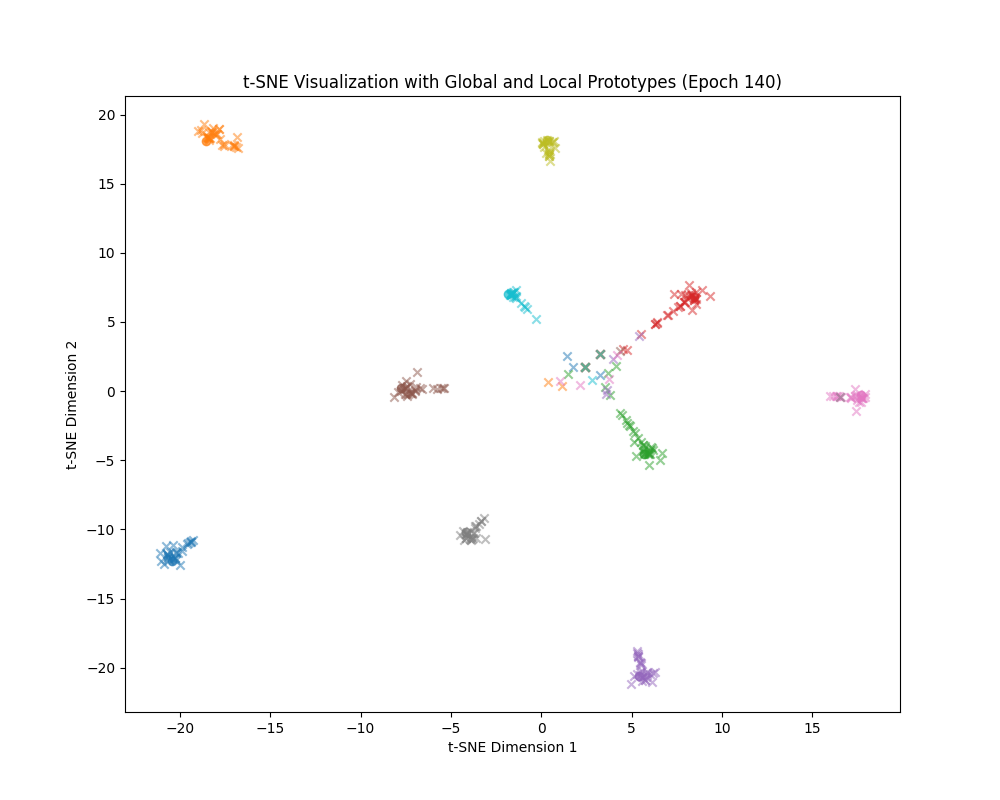 t-SNE Visualization with Global and Local Prototypes (Epoch 140)
20
15
10
5
0
−5
−10
−15
−20
t-SNE Dimension 2
−20 −15 −10 −5 0 5 10 15
t-SNE Dimension 1